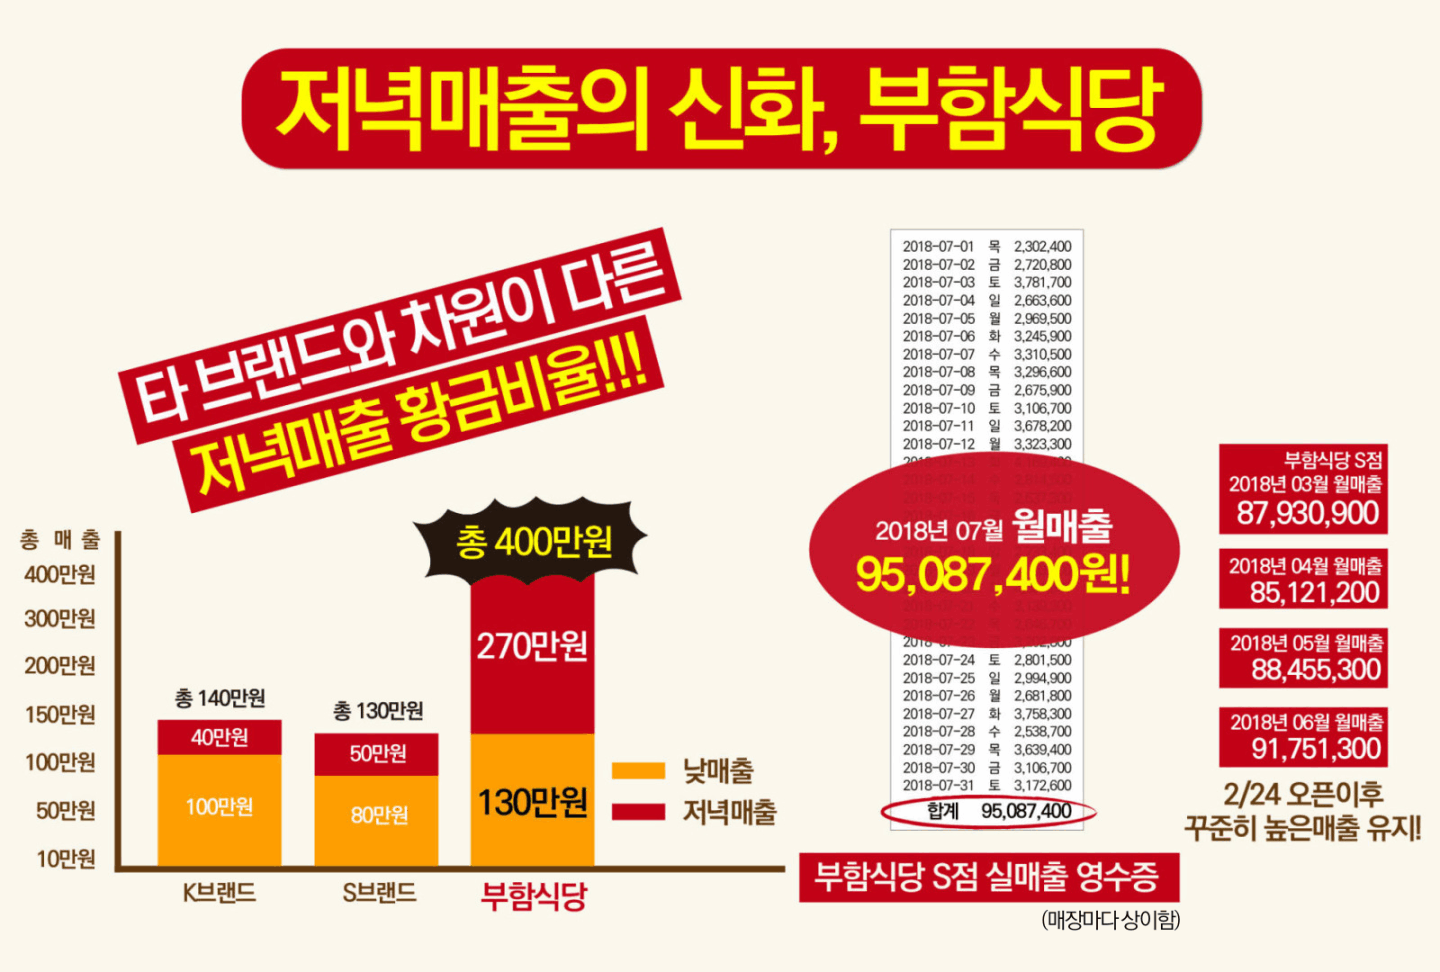 저녁매출의 신화, 부함식당
타 브랜드와 차원이 다른
저녁매출 황금비율!!!
총 매 출
400만원
300만원
200만원
150만원
100만원
50만원
10만원
총 140만원
40만원
100만원
K브랜드
총 130만원
50만원
80만원
S브랜드
총 400만원
270만원
130만원
부함식당
낮매출
저녁매출
2018-07-01 목 2,302,400
2018-07-02 금 2,720,800
2018-07-03 토 3,781,700
2018-07-04 일 2,663,600
2018-07-05 월 2,969,500
2018-07-06 화 3,245,900
2018-07-07 수 3,310,500
2018-07-08 목 3,296,600
2018-07-09 금 2,675,900
2018-07-10 토 3,106,700
2018-07-11 일 3,678,200
2018-07-12 월 3,323,300
2018년 07월 월매출
95,087,400원!
2018-07-24 토 2,801,500
2018-07-25 일 2,994,900
2018-07-26 월 2,681,800
2018-07-27 화 3,758,300
2018-07-28 수 2,538,700
2018-07-29 목 3,639,400
2018-07-30 금 3,106,700
2018-07-31 토 3,172,600
합계 95,087,400
부함식당 S점 실매출 영수증
(매장마다 상이함)
부함식당 S점
2018년 03월 월매출
87,930,900
2018년 04월 월매출
85,121,200
2018년 05월 월매출
88,455,300
2018년 06월 월매출
91,751,300
2/24 오픈이후
꾸준히 높은매출 유지!